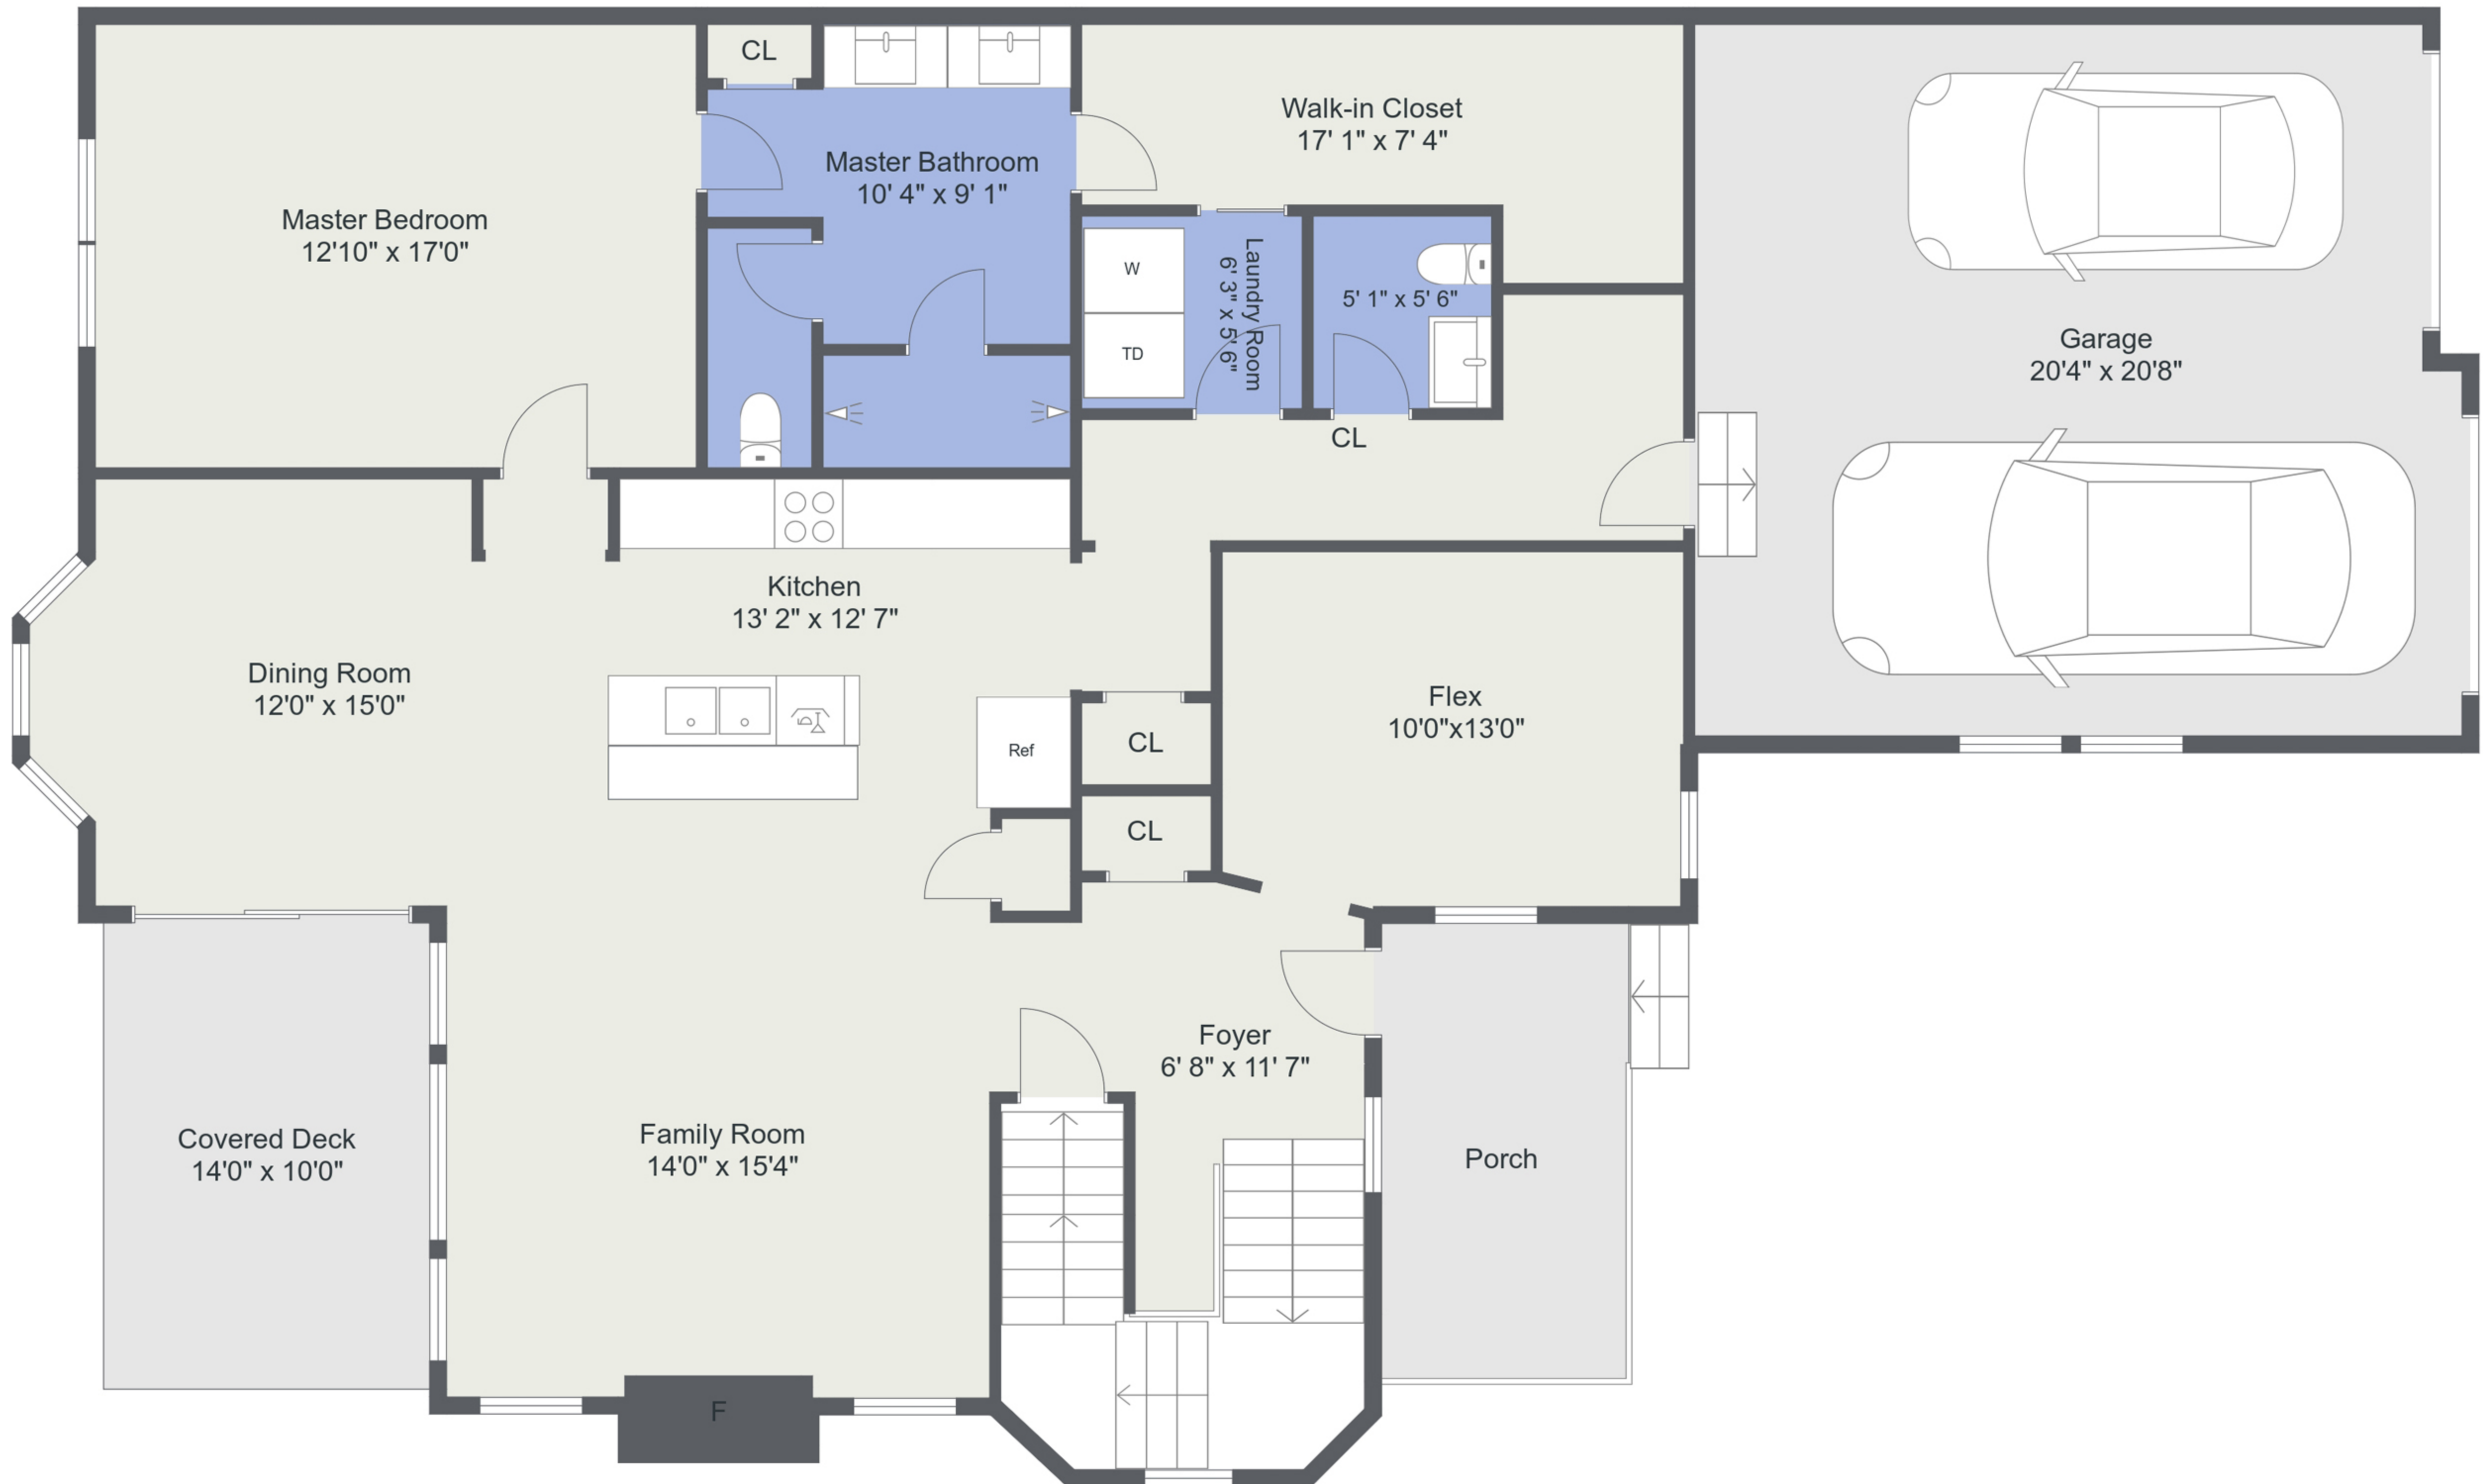 CL
Walk-in Closet
17' 1" x 7' 4"
Master Bathroom
10' 4" x 9' 1"
Master Bedroom
12'10" x 17'0"
W
TD
Laundry Room
6' 3" x 5' 6"
5' 1" x 5' 6"
Garage
20'4" x 20'8"
CL
Kitchen
13' 2" x 12' 7"
Dining Room
12'0" x 15'0"
Flex
10'0"x13'0"
Ref
CL
CL
Foyer
6' 8" x 11' 7"
Covered Deck
14'0" x 10'0"
Family Room
14'0" x 15'4"
Porch
F